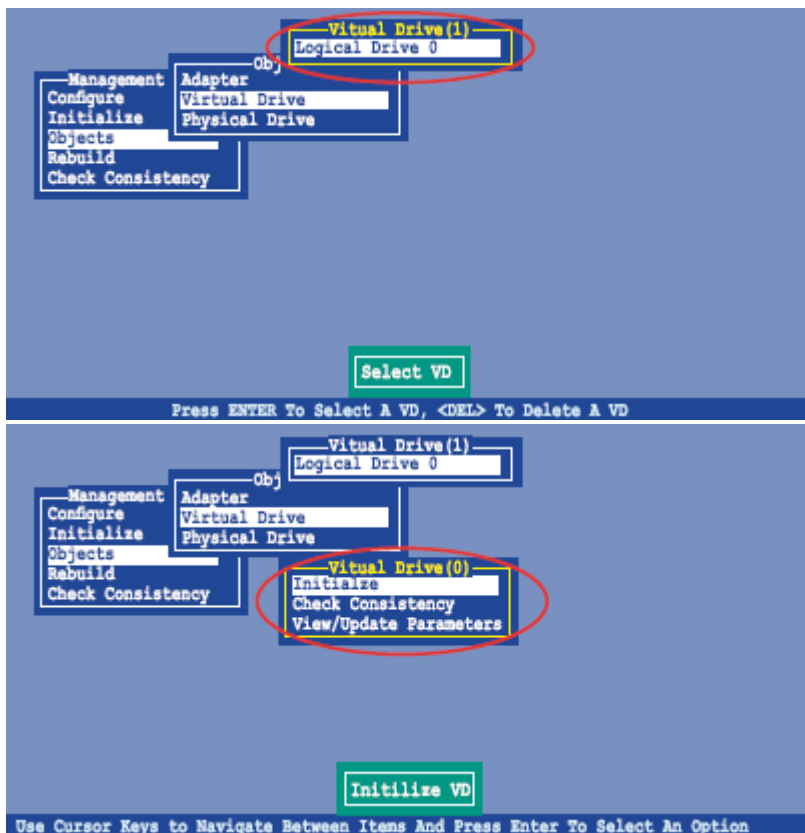 Vitual Drive(1)
Logical Drive 0
Obj
Adapter
Virtual Drive
Physical Drive
Management
Configure
Initialize
Objects
Rebuild
Check Consistency
Select VD
Press ENTER To Select A VD, <DEL> To Delete A VD
Vitual Drive(1)
Logical Drive 0
Obj
Adapter
Virtual Drive
Physical Drive
Management
Configure
Initialize
Objects
Rebuild
Check Consistency
Vitual Drive(0)
Initialze
Check Consistency
View/Update Parameters
Initilize VD
Use Cursor Keys to Navigate Between Items And Press Enter To Select An Option